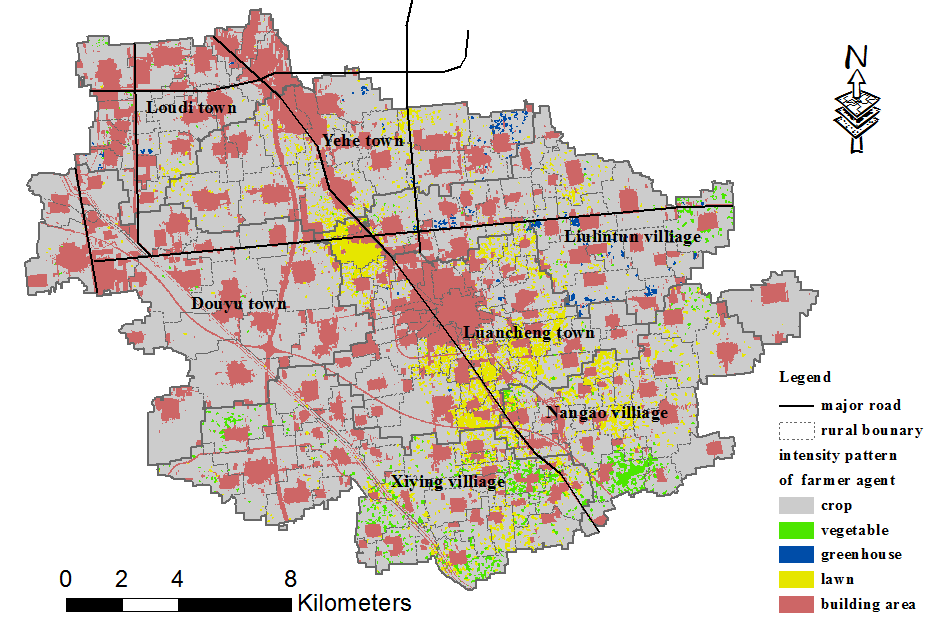 N
Loudi town
Yehe town
Liulintun villiage
Douyu town
Luancheng town
Nangao villiage
Xiving villiage
Legend
major road
rural bounary
intensity pattern
of farmer agent
crop
vegetable
greenhouse
lawn
building area
0 2 4 8
Kilometers